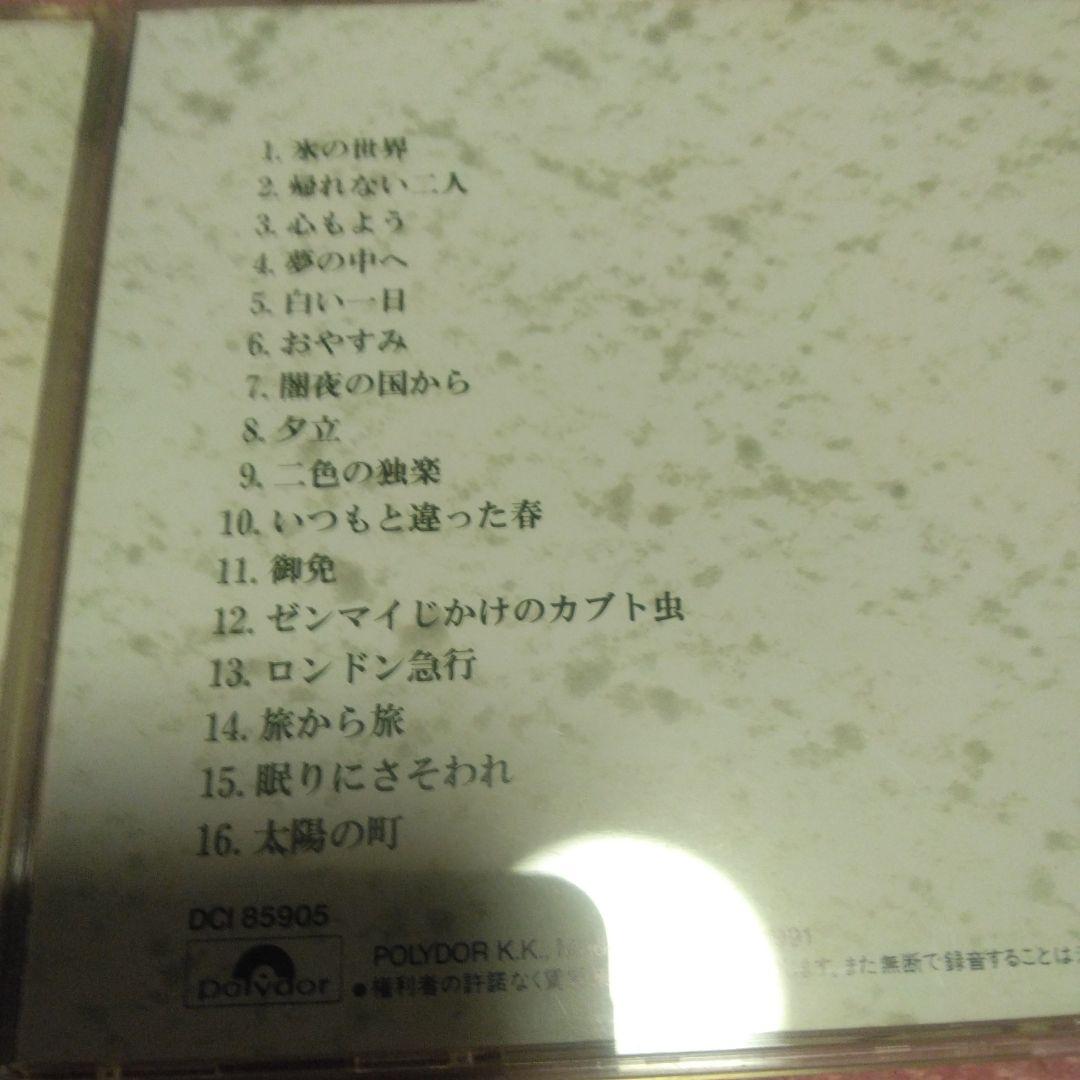 1. 氷の世界
2. 帰れない二人
3. 心もよう
4. 夢の中へ
5. 白い一日
6. おやすみ
7. 闇夜の国から
8. 夕立
9. 二色の独楽
10. いつもと違った春
11. 御免
12. ゼンマイじかけのカブト虫
13. ロンドン急行
14. 旅から旅
15. 眠りにさそわれ
16. 太陽の町
DCI 85905
polydor
POLYDOR K.K.,
●権利者の許諾なく賃 ます。また無断で録音することは